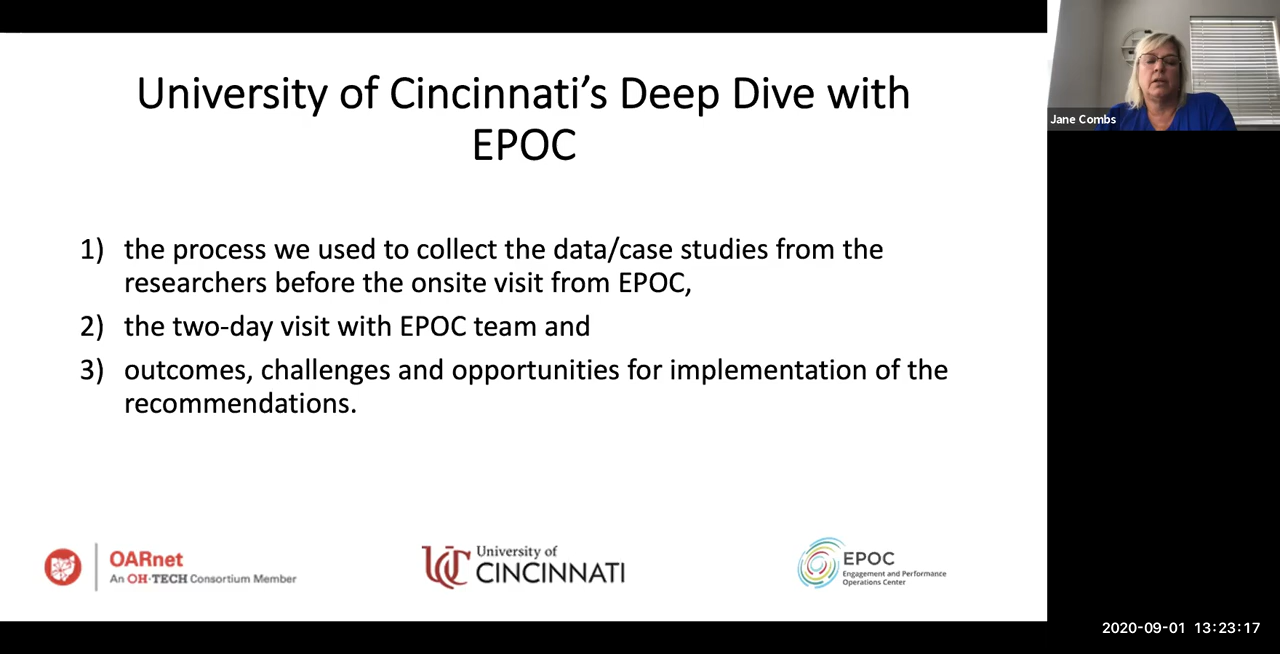 University of Cincinnati’s Deep Dive with
EPOC
1) the process we used to collect the data/case studies from the
researchers before the onsite visit from EPOC,
2) the two-day visit with EPOC team and
3) outcomes, challenges and opportunities for implementation of the
recommendations.
OARnet
An OH·TECH Consortium Member
University of
CINCINNATI
EPOC
Engagement and Performance
Operations Center
Jane Combs
2020-09-01 13:23:17